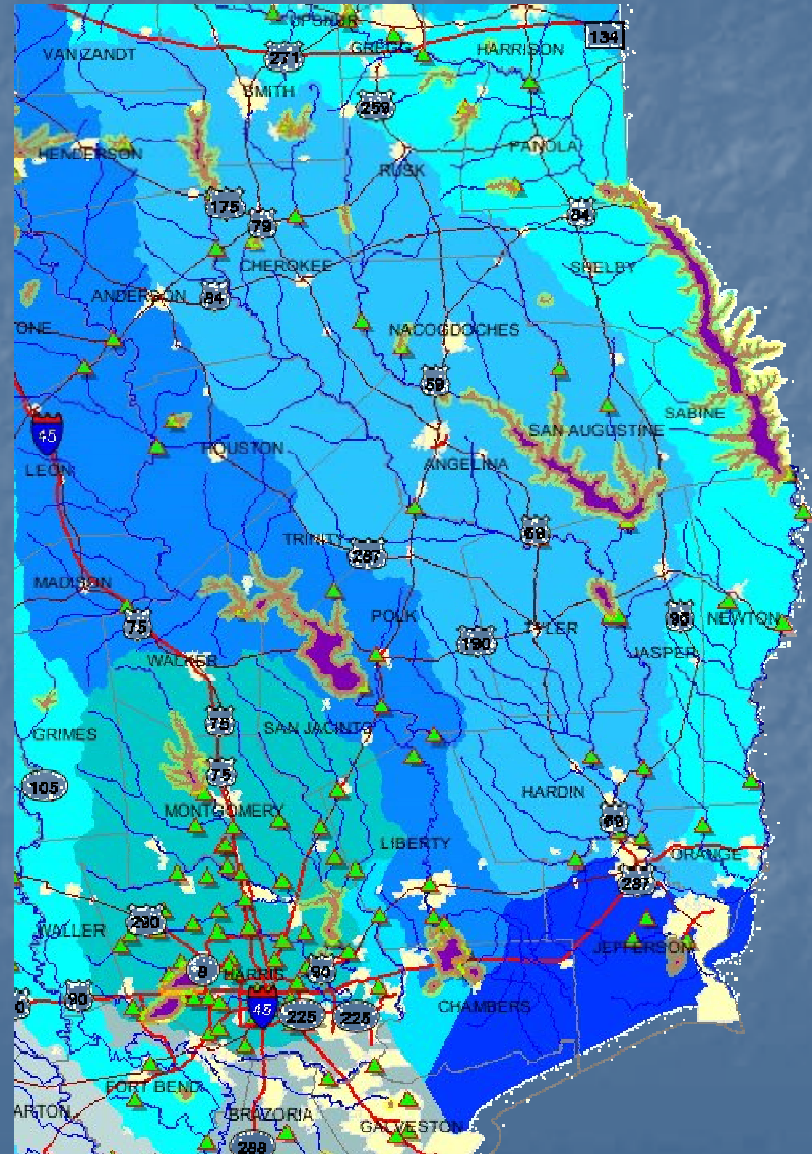 UPSHUR
GREGG
HARRISON
134
VAN ZANDT
271
SMITH
259
HENDERSON
RUSK
PANOLA
175
79
84
CHEROKEE
SHELBY
ANDERSON
84
NACOGDOCHES
59
SABINE
45
SAN AUGUSTINE
HOUSTON
ANGELINA
LEON
TRINITY
287
69
MADISON
75
POLK
190
TYLER
96
NEWTON
WALKER
JASPER
75
SAN JACINTO
GRIMES
75
105
HARDIN
MONTGOMERY
69
LIBERTY
ORANGE
287
290
WALLER
JEFFERSON
8
HARRIS
90
90
45
225
225
CHAMBERS
FORT BEND
BRAZORIA
GALVESTON
288